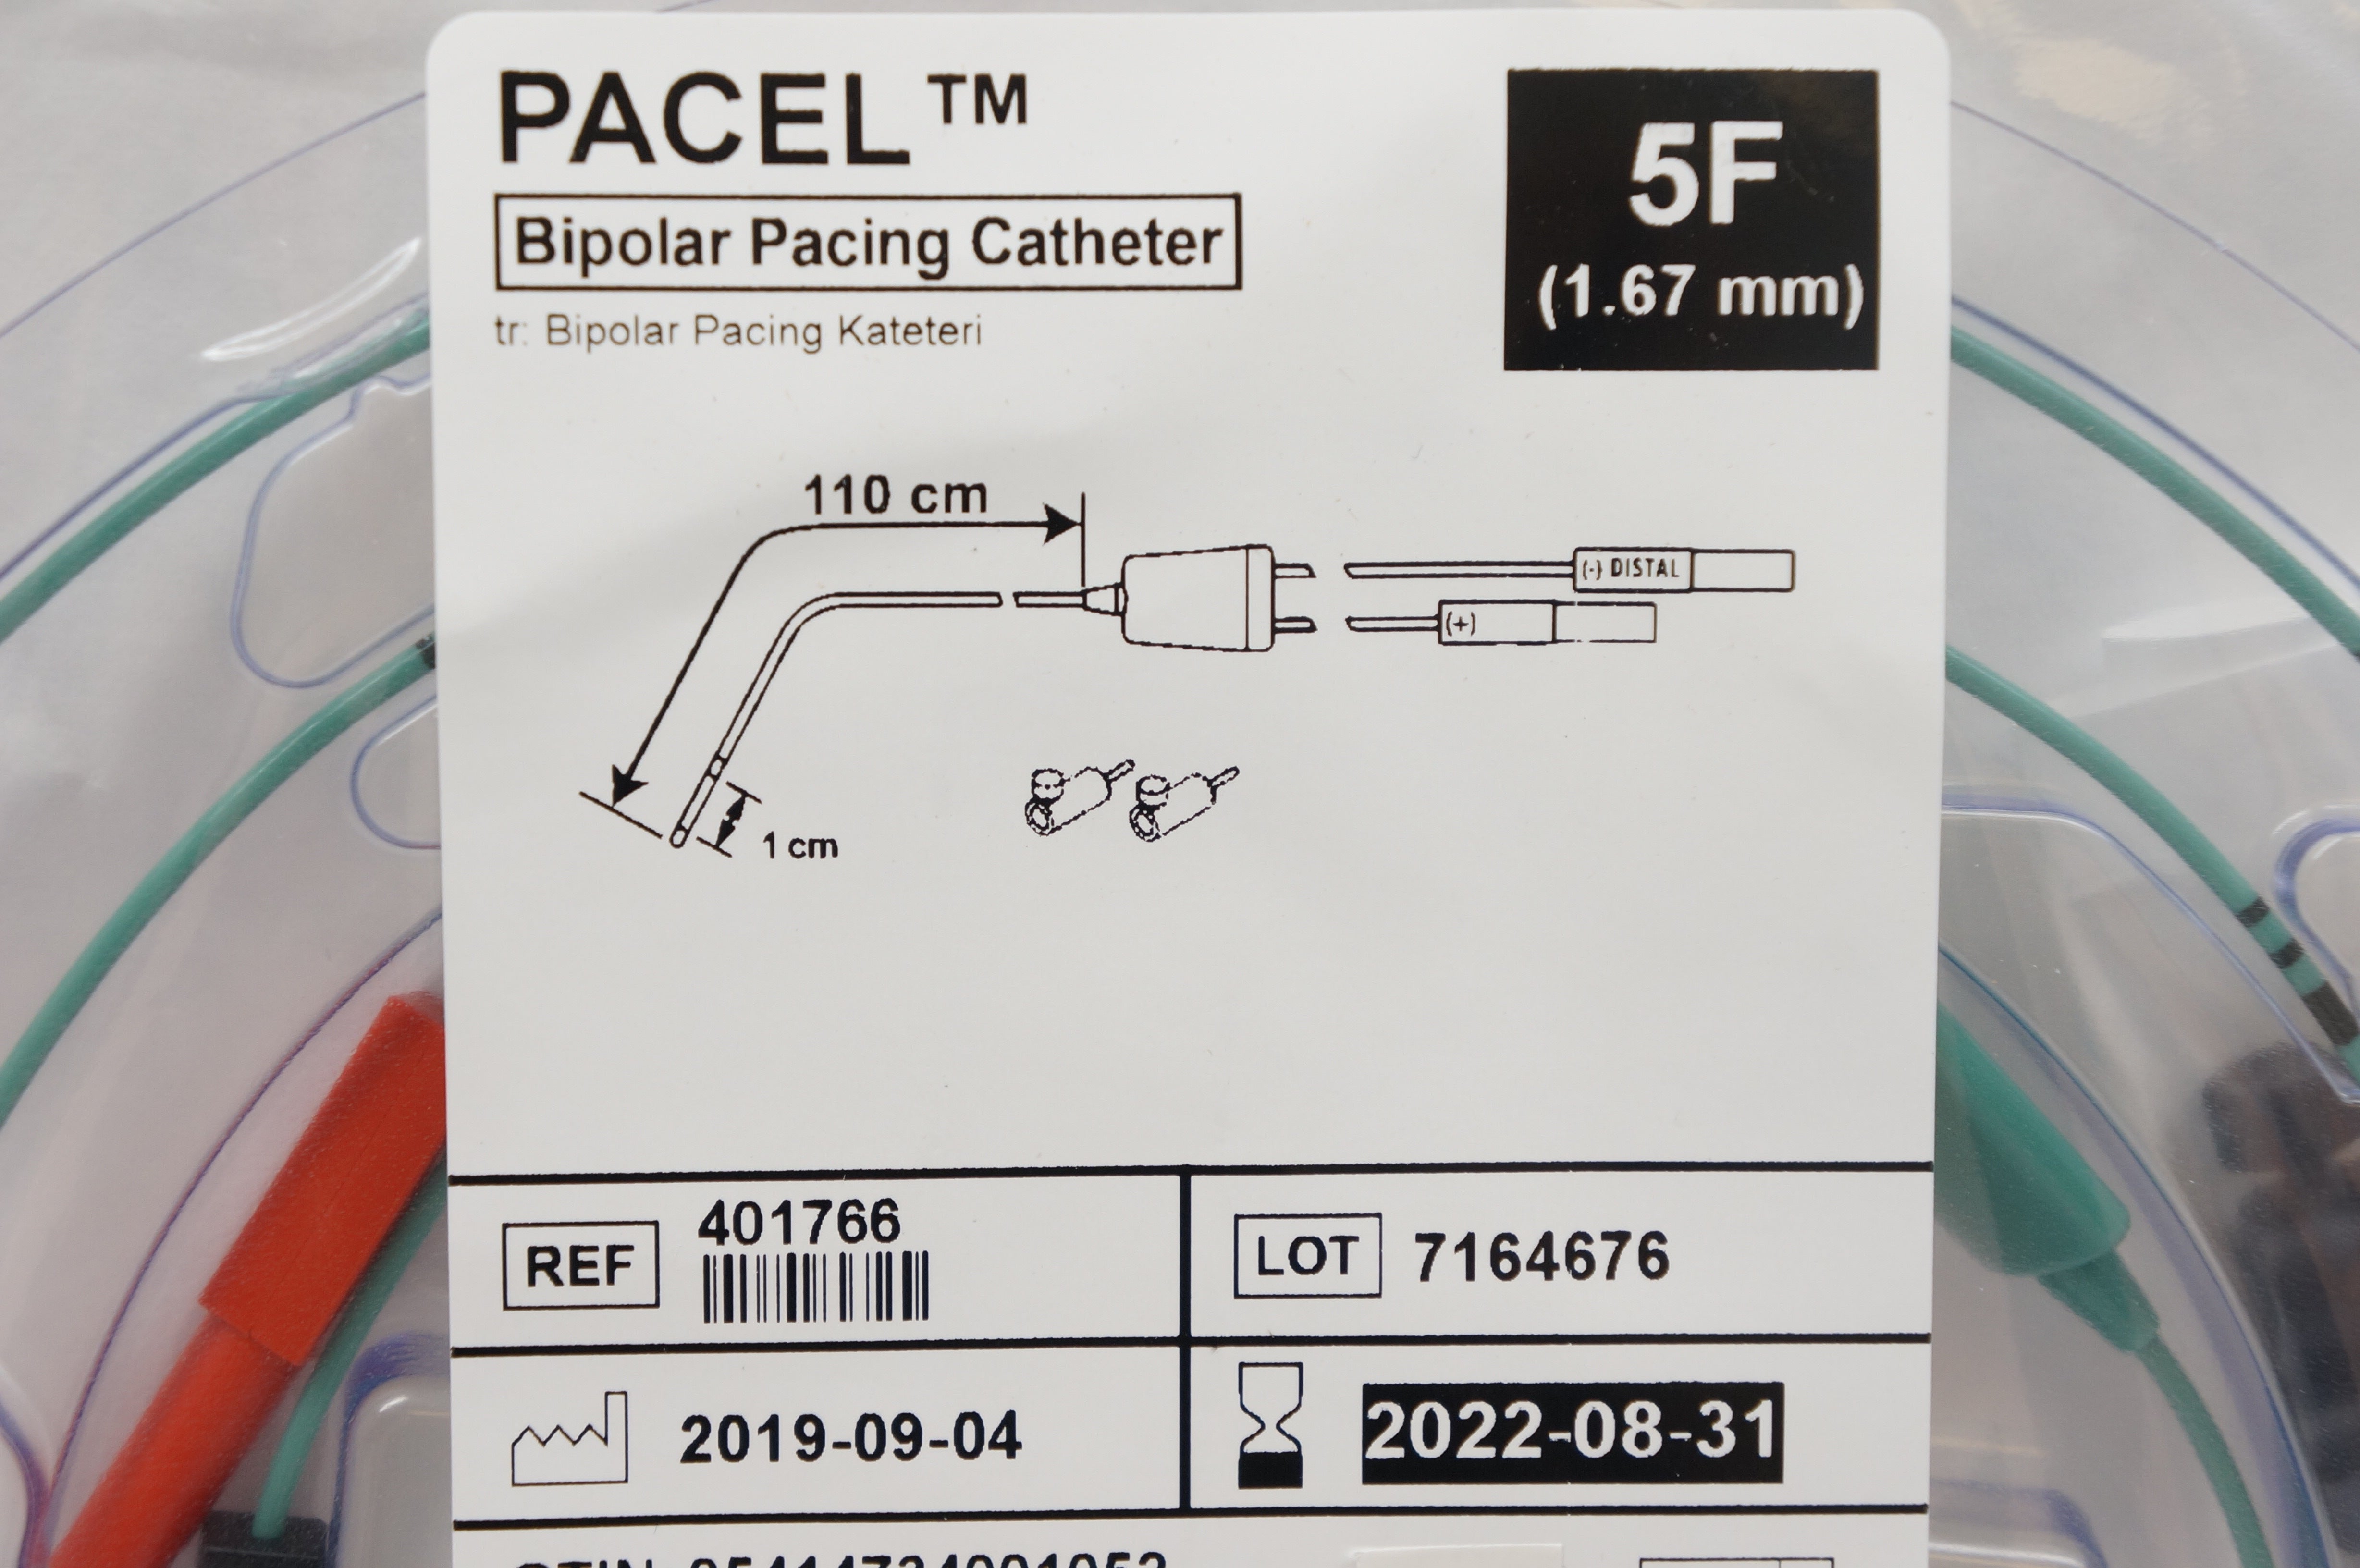 PACEL™
5F
(1.67 mm)
Bipolar Pacing Catheter
tr: Bipolar Pacing Kateteri
110 cm
(-) DISTAL
(+)
1 cm
REF 401766
LOT 7164676
2019-09-04
2022-08-31